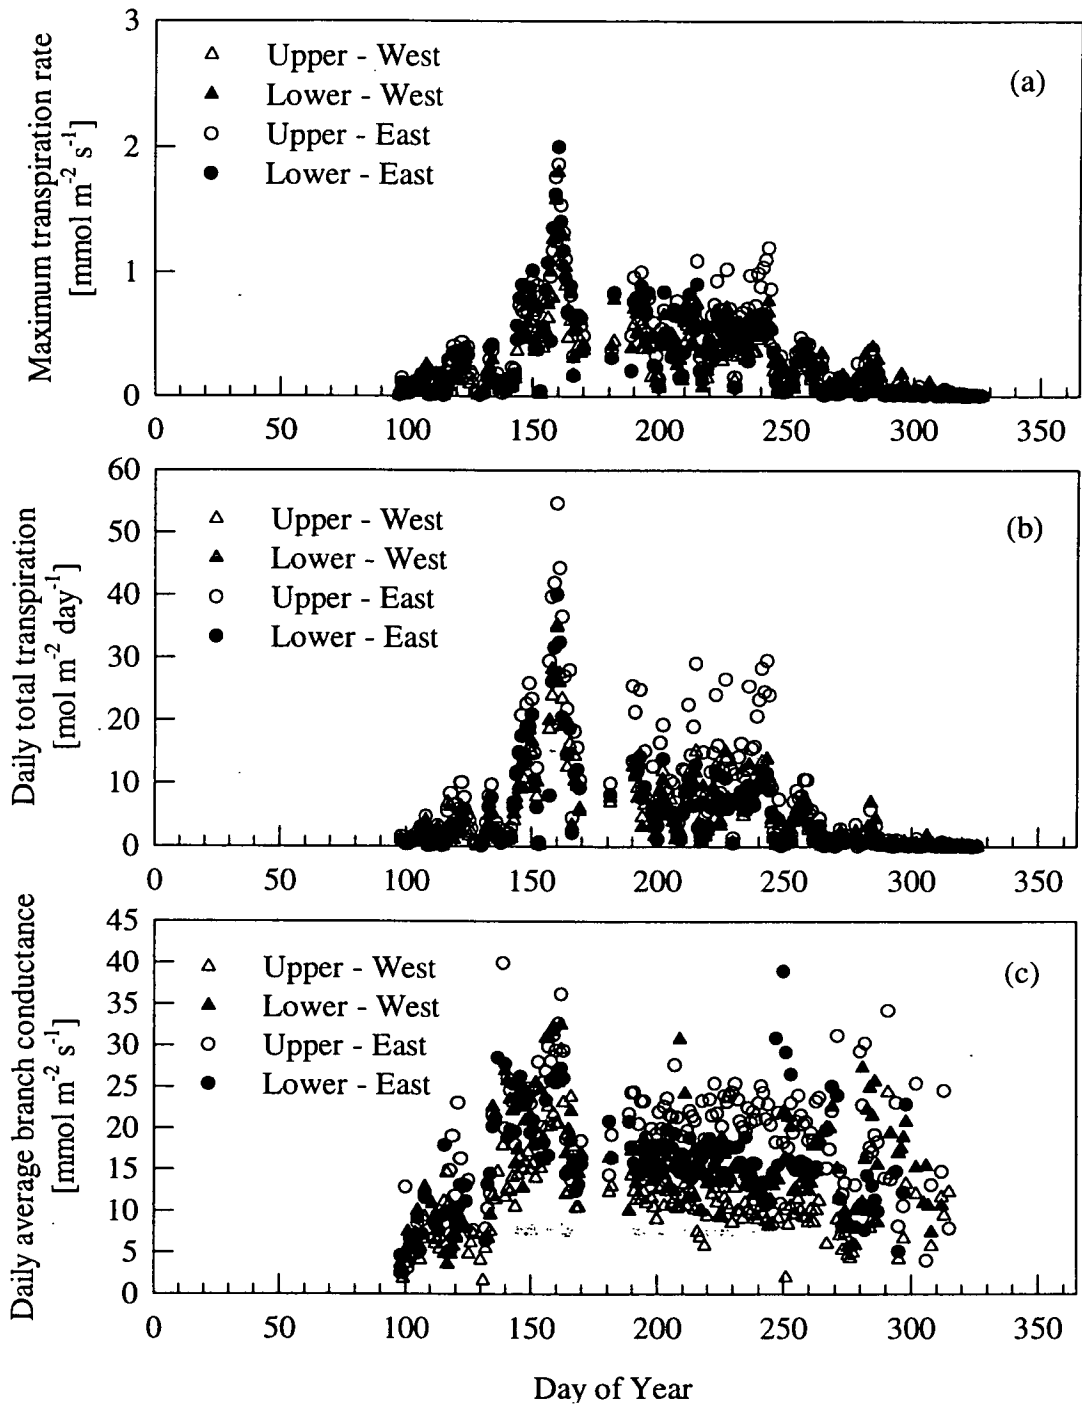 Maximum transpiration rate
[mmol m-2 s-1]
3
2
1
0
Upper - West
Lower - West
Upper - East
Lower - East
(a)
0 50 100 150 200 250 300 350
Daily total transpiration
[mol m-2 day-1]
60
50
40
30
20
10
0
Upper - West
Lower - West
Upper - East
Lower - East
(b)
0 50 100 150 200 250 300 350
Daily average branch conductance
[mmol m-2 s-1]
45
40
35
30
25
20
15
10
5
0
Upper - West
Lower - West
Upper - East
Lower - East
(c)
0 50 100 150 200 250 300 350
Day of Year